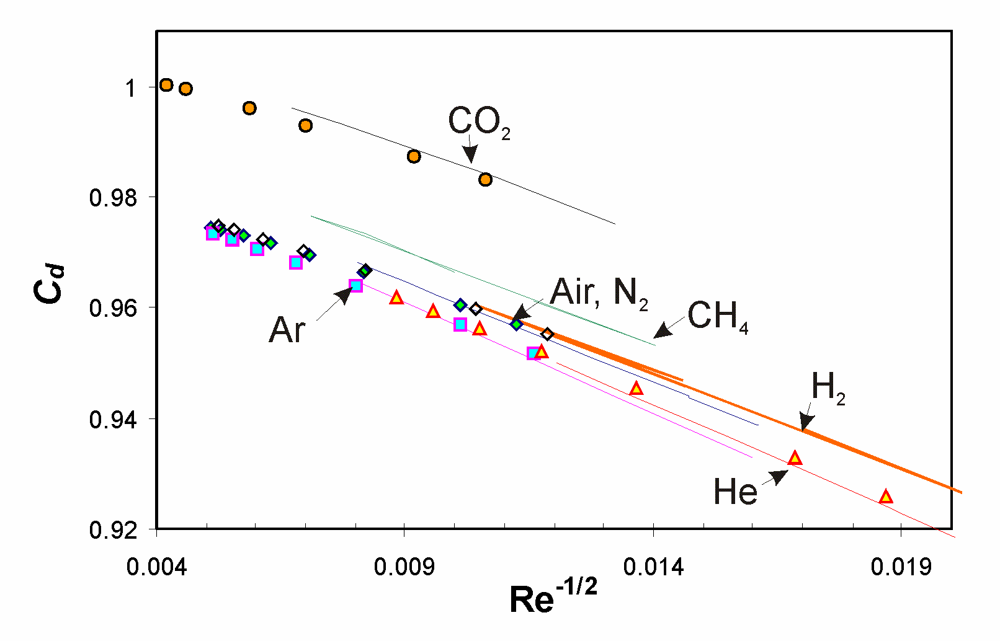 1
CO2
0.98
Cd
Air, N2
0.96
CH4
Ar
H2
0.94
He
0.92
0.004 0.009 0.014 0.019
Re-1/2